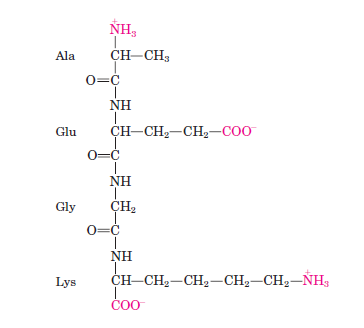 ⁺NH₃
Ala CH—CH₃
O=C
NH
Glu CH—CH₂—CH₂—COO⁻
O=C
NH
Gly CH₂
O=C
NH
Lys CH—CH₂—CH₂—CH₂—CH₂—⁺NH₃
COO⁻